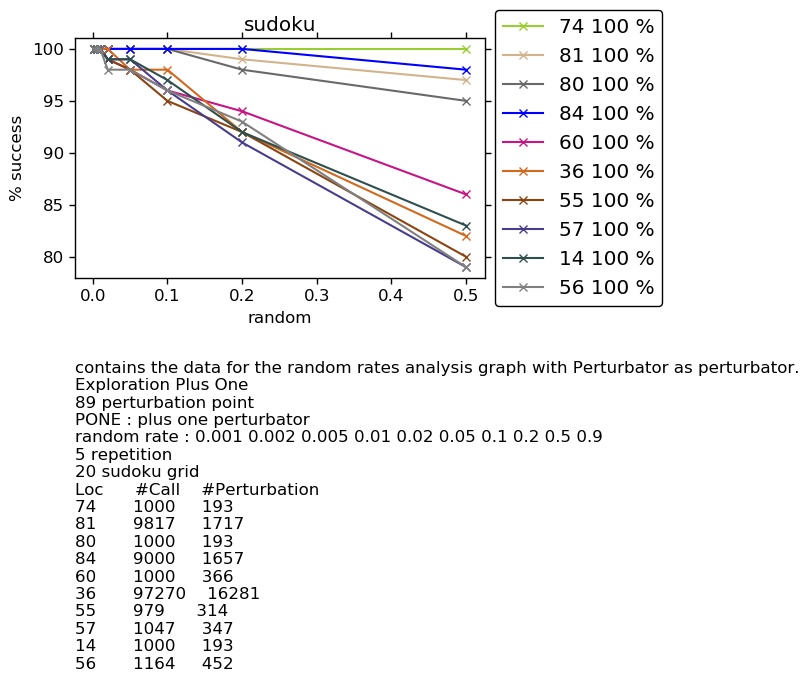 sudoku
100
95
90
85
80
% success
0.0 0.1 0.2 0.3 0.4 0.5
random
74 100 %
81 100 %
80 100 %
84 100 %
60 100 %
36 100 %
55 100 %
57 100 %
14 100 %
56 100 %
contains the data for the random rates analysis graph with Perturbator as perturbator.
Exploration Plus One
89 perturbation point
PONE : plus one perturbator
random rate : 0.001 0.002 0.005 0.01 0.02 0.05 0.1 0.2 0.5 0.9
5 repetition
20 sudoku grid
Loc #Call #Perturbation
74 1000 193
81 9817 1717
80 1000 193
84 9000 1657
60 1000 366
36 97270 16281
55 979 314
57 1047 347
14 1000 193
56 1164 452